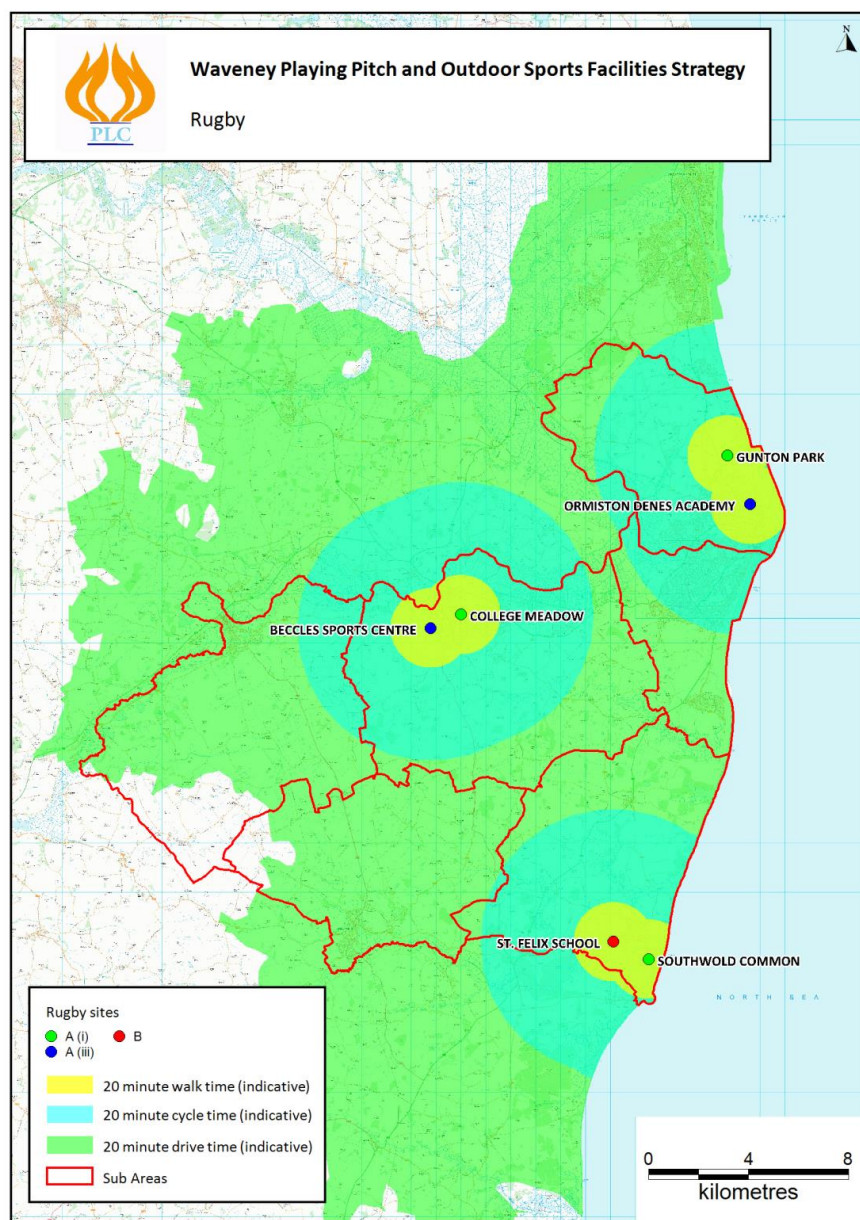 Waveney Playing Pitch and Outdoor Sports Facilities Strategy
Rugby
PLC
N
GUNTON PARK
ORMISTON DENES ACADEMY
COLLEGE MEADOW
BECCLES SPORTS CENTRE
ST. FELIX SCHOOL
SOUTHWOLD COMMON
NORTH SEA
Rugby sites
A (i) B
A (iii)
20 minute walk time (indicative)
20 minute cycle time (indicative)
20 minute drive time (indicative)
Sub Areas
0 4 8
kilometres